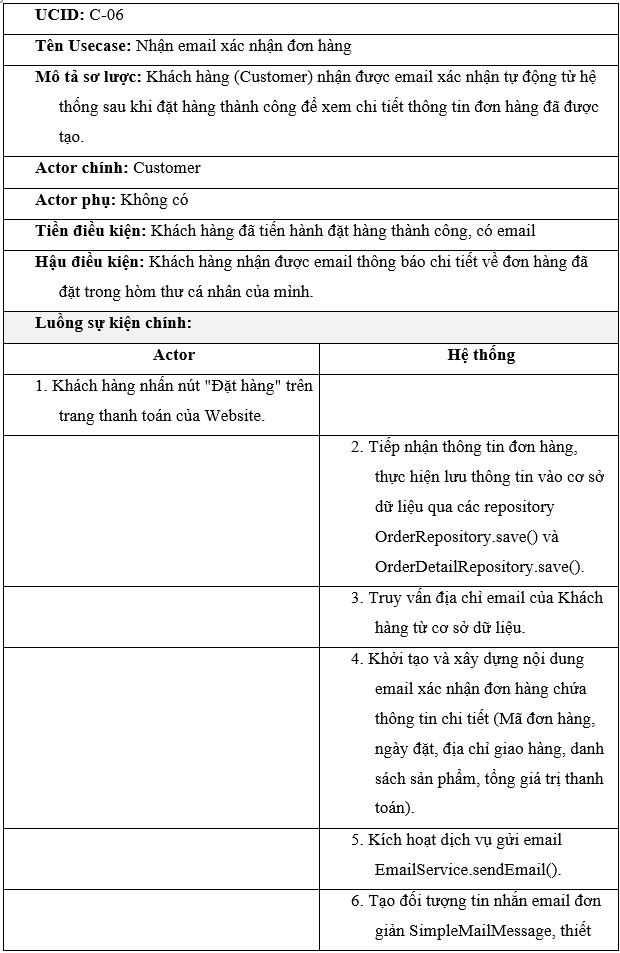 UCID: C-06
Tên Usecase: Nhận email xác nhận đơn hàng
Mô tả sơ lược: Khách hàng (Customer) nhận được email xác nhận tự động từ hệ
thống sau khi đặt hàng thành công để xem chi tiết thông tin đơn hàng đã được
tạo.
Actor chính: Customer
Actor phụ: Không có
Tiền điều kiện: Khách hàng đã tiến hành đặt hàng thành công, có email
Hậu điều kiện: Khách hàng nhận được email thông báo chi tiết về đơn hàng đã
đặt trong hòm thư cá nhân của mình.
Luồng sự kiện chính:
Actor
Hệ thống
1. Khách hàng nhấn nút "Đặt hàng" trên
trang thanh toán của Website.
2. Tiếp nhận thông tin đơn hàng,
thực hiện lưu thông tin vào cơ sở
dữ liệu qua các repository
OrderRepository.save() và
OrderDetailRepository.save().
3. Truy vấn địa chỉ email của Khách
hàng từ cơ sở dữ liệu.
4. Khởi tạo và xây dựng nội dung
email xác nhận đơn hàng chứa
thông tin chi tiết (Mã đơn hàng,
ngày đặt, địa chỉ giao hàng, danh
sách sản phẩm, tổng giá trị thanh
toán).
5. Kích hoạt dịch vụ gửi email
EmailService.sendEmail().
6. Tạo đối tượng tin nhắn email đơn
giản SimpleMailMessage, thiết